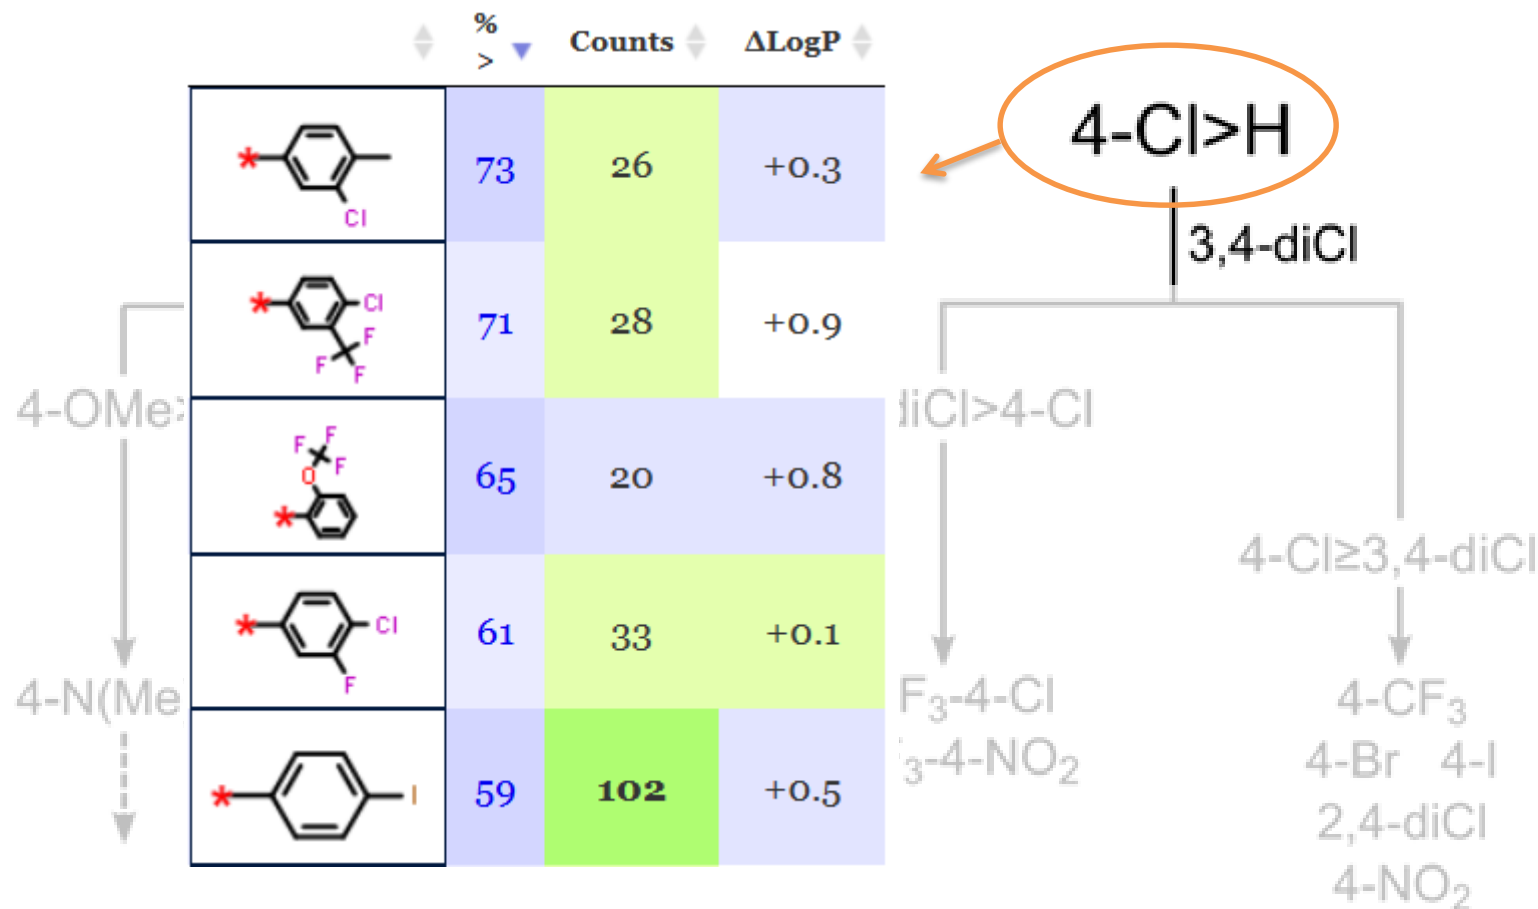 % > Counts ΔLogP
Cl
73 26 +0.3
Cl F F F
71 28 +0.9
F F F O
65 20 +0.8
Cl F
61 33 +0.1
I
59 102 +0.5
4-Cl>H
3,4-diCl
4-OMe>
diCl>4-Cl
4-Cl≥3,4-diCl
4-N(Me
F₃-4-Cl
₃-4-NO₂
4-CF₃
4-Br 4-I
2,4-diCl
4-NO₂